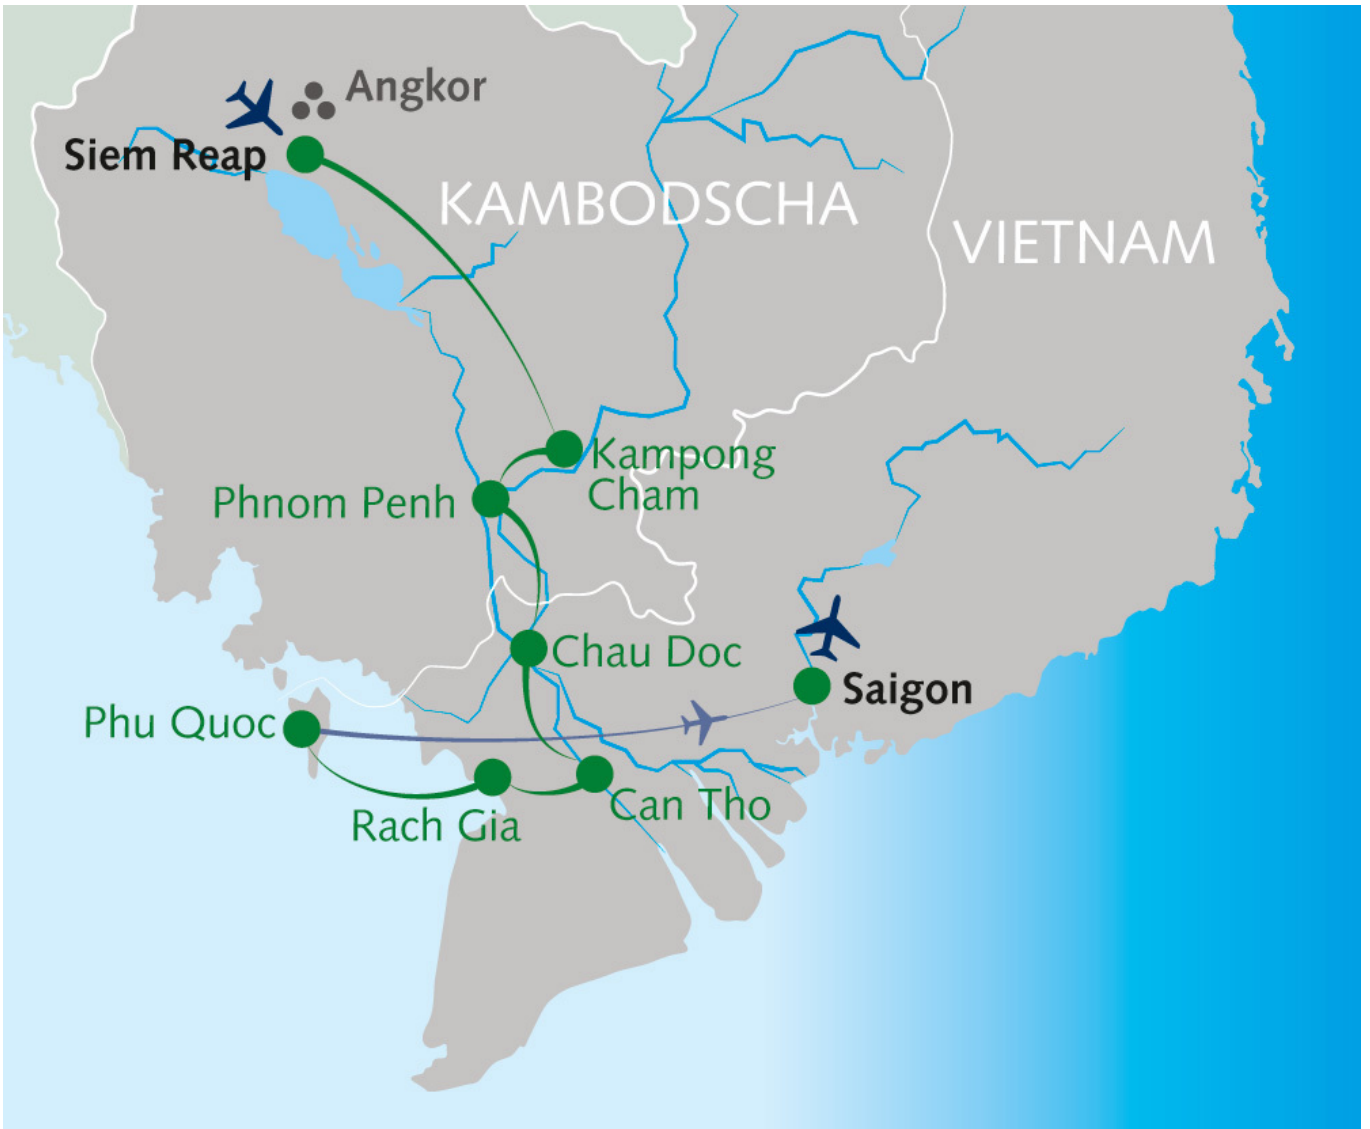 Angkor
Siem Reap
KAMBODSCHA
VIETNAM
Kampong
Cham
Phnom Penh
Chau Doc
Saigon
Phu Quoc
Can Tho
Rach Gia